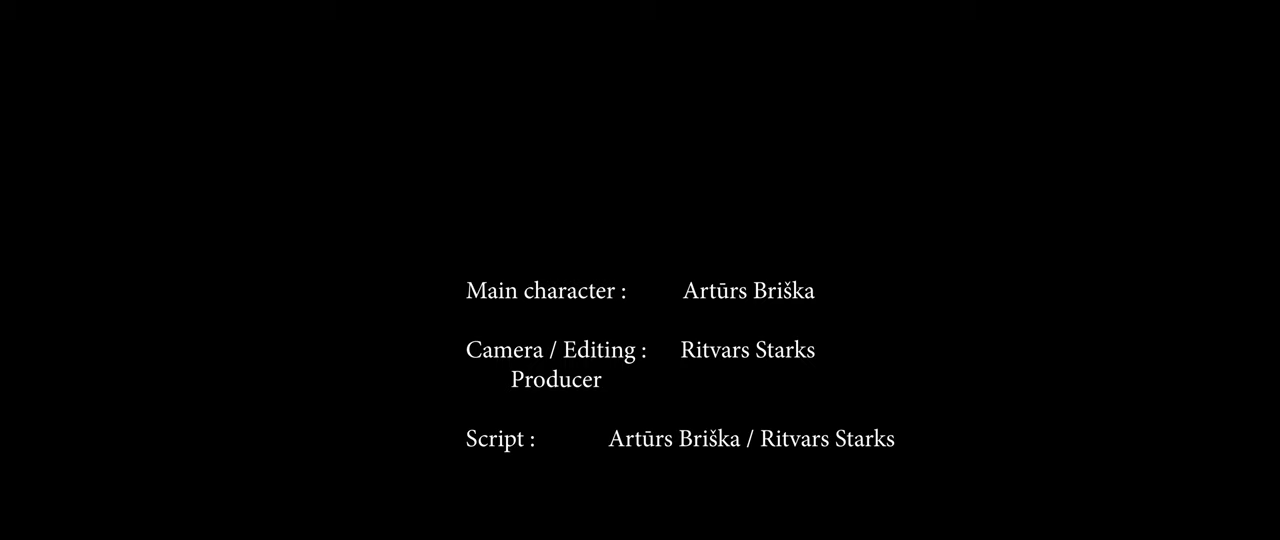 Main character : Artūrs Briška
Camera / Editing : Ritvars Starks
Producer
Script : Artūrs Briška / Ritvars Starks